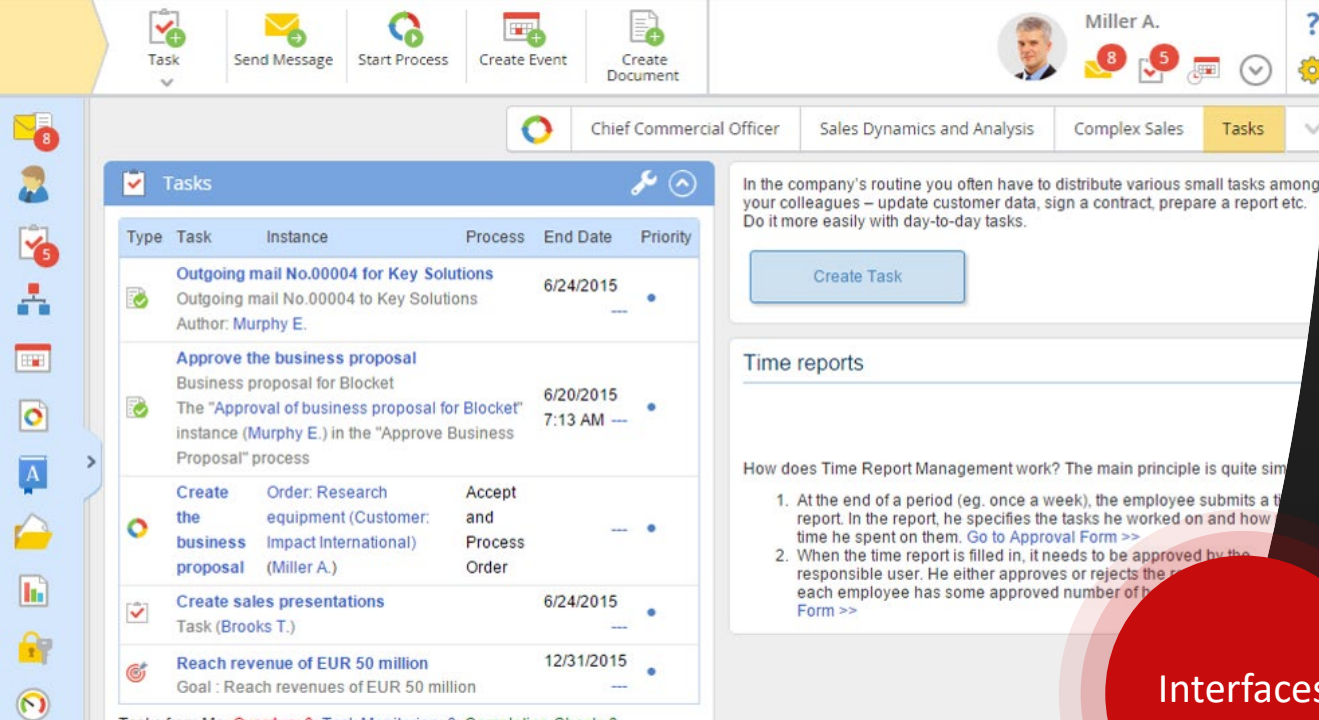 Miller A.
Task
Send Message
Start Process
Create Event
Create
Document
8
5
?
8
5
Chief Commercial Officer
Sales Dynamics and Analysis
Complex Sales
Tasks
Tasks
Type Task Instance Process End Date Priority
Outgoing mail No.00004 for Key Solutions
Outgoing mail No.00004 to Key Solutions
Author: Murphy E.
6/24/2015
---
Approve the business proposal
Business proposal for Blocket
The "Approval of business proposal for Blocket"
instance (Murphy E.) in the "Approve Business
Proposal" process
6/20/2015
7:13 AM ---
Create
the
business
proposal
Order: Research
equipment (Customer:
Impact International)
(Miller A.)
Accept
and
Process
Order
---
Create sales presentations
Task (Brooks T.)
6/24/2015
---
Reach revenue of EUR 50 million
Goal : Reach revenues of EUR 50 million
12/31/2015
---
In the company's routine you often have to distribute various small tasks among
your colleagues – update customer data, sign a contract, prepare a report etc.
Do it more easily with day-to-day tasks.
Create Task
Time reports
How does Time Report Management work? The main principle is quite sim
1. At the end of a period (eg. once a week), the employee submits a
report. In the report, he specifies the tasks he worked on and how
time he spent on them. Go to Approval Form >>
2. When the time report is filled in, it needs to be approved by the
responsible user. He either approves or rejects the
each employee has some approved number of
Form >>
Interfaces